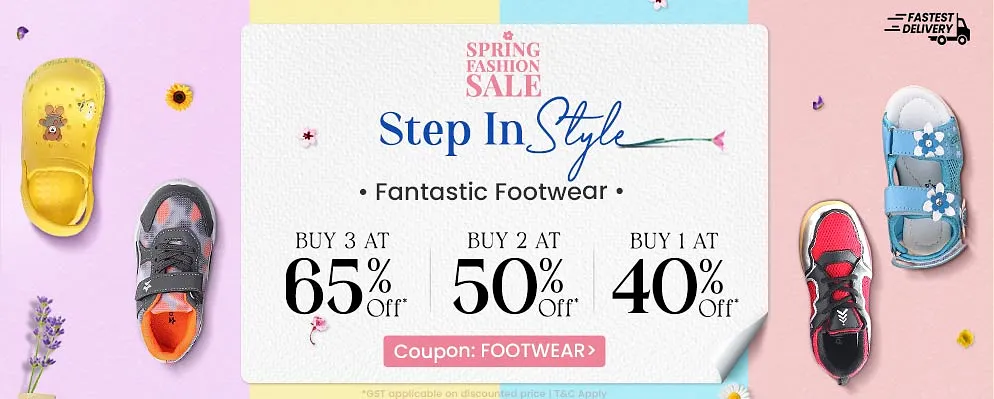 FASTEST
DELIVERY
SPRING
FASHION
SALE
Step In Style
• Fantastic Footwear •
BUY 3 AT
65% Off*
BUY 2 AT
50% Off*
BUY 1 AT
40% Off*
Coupon: FOOTWEAR>
*GST applicable on discounted price | T&C Apply